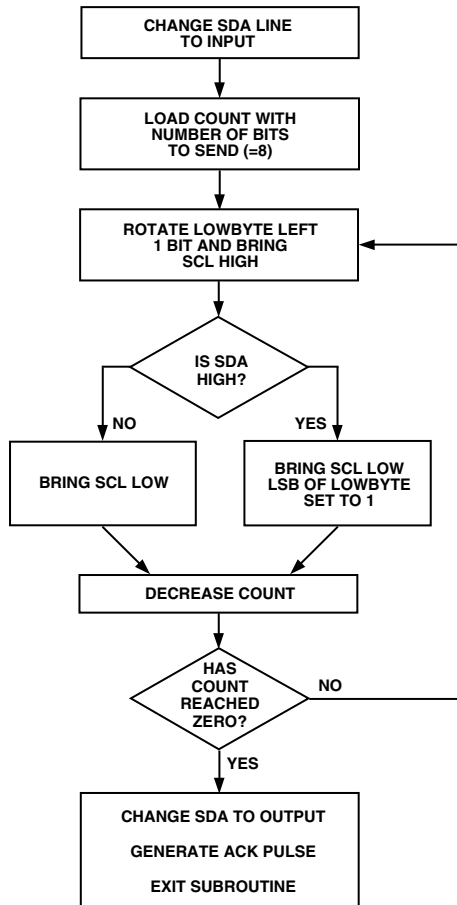 CHANGE SDA LINE
TO INPUT
LOAD COUNT WITH
NUMBER OF BITS
TO SEND (=8)
ROTATE LOWBYTE LEFT
1 BIT AND BRING
SCL HIGH
IS SDA
HIGH?
NO
YES
BRING SCL LOW
BRING SCL LOW
LSB OF LOWBYTE
SET TO 1
DECREASE COUNT
HAS
COUNT
REACHED
ZERO?
NO
YES
CHANGE SDA TO OUTPUT
GENERATE ACK PULSE
EXIT SUBROUTINE